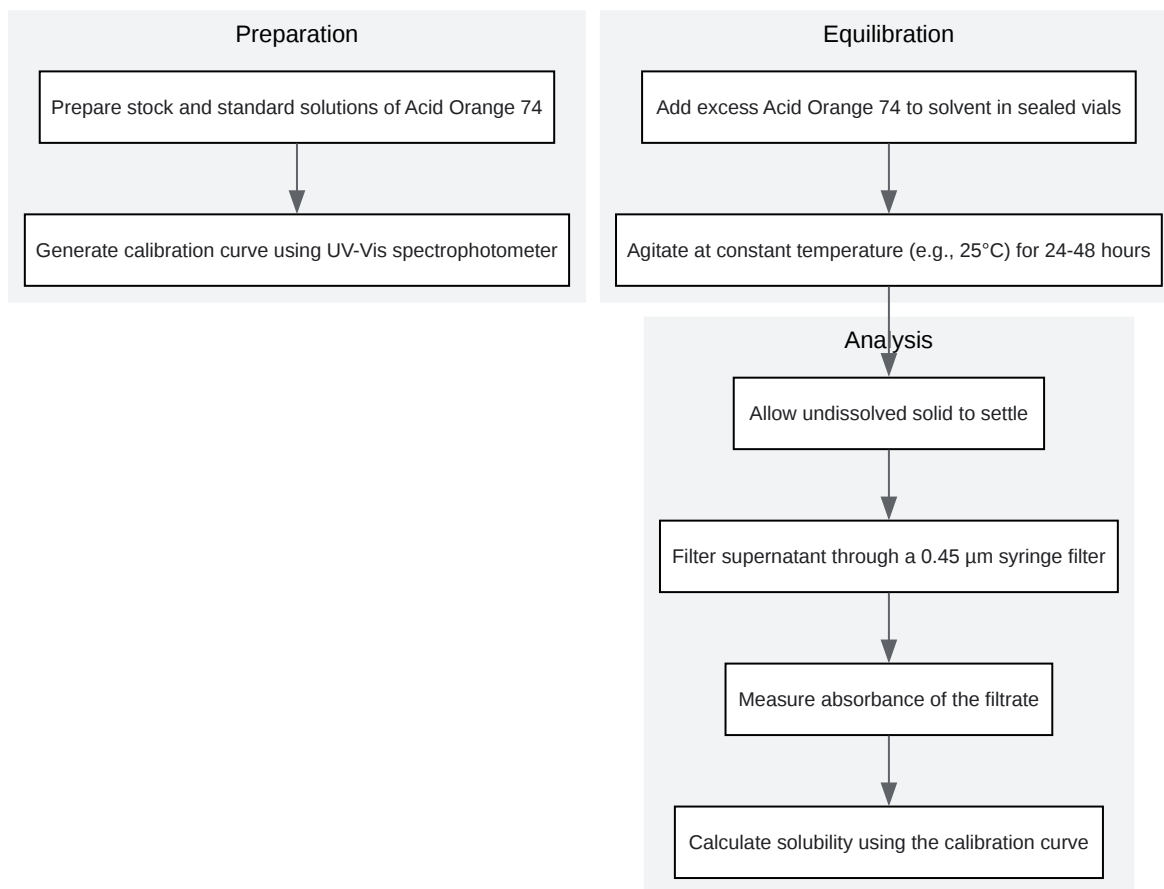 Preparation
Prepare stock and standard solutions of Acid Orange 74
Generate calibration curve using UV-Vis spectrophotometer
Equilibration
Add excess Acid Orange 74 to solvent in sealed vials
Agitate at constant temperature (e.g., 25°C) for 24-48 hours
Analysis
Allow undissolved solid to settle
Filter supernatant through a 0.45 µm syringe filter
Measure absorbance of the filtrate
Calculate solubility using the calibration curve